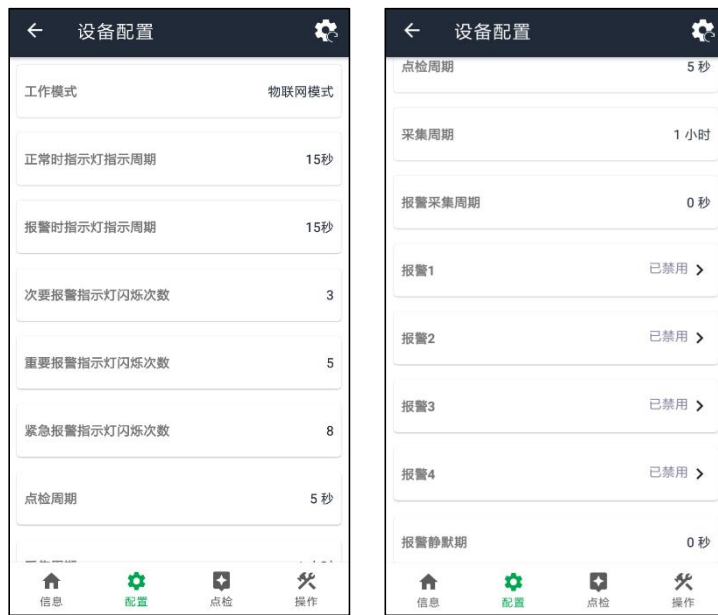 设备配置
工作模式 物联网模式
正常时指示灯指示周期 15秒
报警时指示灯指示周期 15秒
次要报警指示灯闪烁次数 3
重要报警指示灯闪烁次数 5
紧急报警指示灯闪烁次数 8
点检周期 5 秒
信息 配置 点检 操作
设备配置
点检周期 5 秒
采集周期 1 小时
报警采集周期 0 秒
报警1 已禁用
报警2 已禁用
报警3 已禁用
报警4 已禁用
报警静默期 0 秒
信息 配置 点检 操作